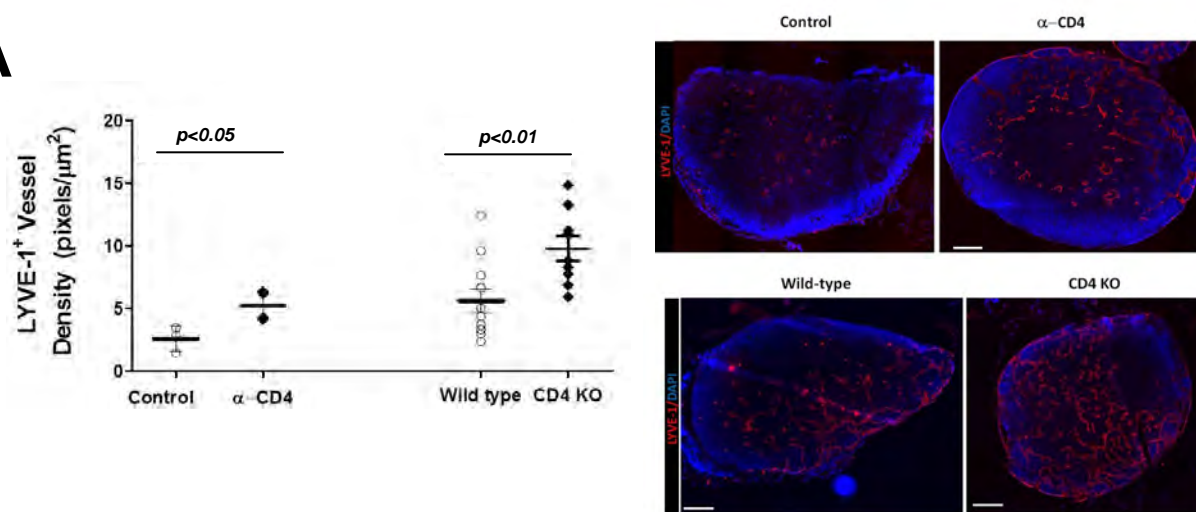 A
LYVE-1⁺ Vessel
Density (pixels/μm²)
20
15
10
5
0
p<0.05
p<0.01
Control
α−CD4
Wild type
CD4 KO
Control
α−CD4
LYVE-1/DAPI
Wild-type
CD4 KO
LYVE-1/DAPI